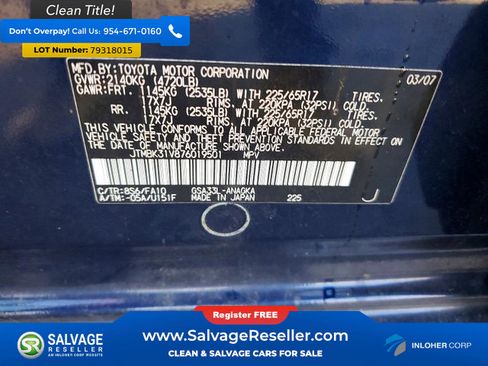 Clean Title!
Don't Overpay! Call Us: 954-671-0160
Lot Number: 79318015
MFD.BY: TOYOTA MOTOR CORPORATION 03/07
GVWR: 2140KG (4720LB)
GAWR: FRT. 1145KG (2535LB) WITH 225/65R17 TIRES,
17X7J RIMS, AT 220KPA (32PSI) COLD.
RR. 1145KG (2535LB) WITH 225/65R17 TIRES,
17X7J RIMS, AT 220KPA (32PSI) COLD.
THIS VEHICLE CONFORMS TO ALL APPLICABLE FEDERAL MOTOR
VEHICLE SAFETY AND THEFT PREVENTION STANDARDS IN EFFECT
ON THE DATE OF MANUFACTURE SHOWN ABOVE.
JTMBK31V876019501 MPV
C/TR: 8S6/FA10 GSA33L-ANAGKA
A/TM: -05A/U151F MADE IN JAPAN 225 J
Register FREE!
SALVAGE
RESELLER
AN INLOHER CORP WEBSITE
www.SalvageReseller.com
CLEAN & SALVAGE CARS FOR SALE
INLOHER CORP